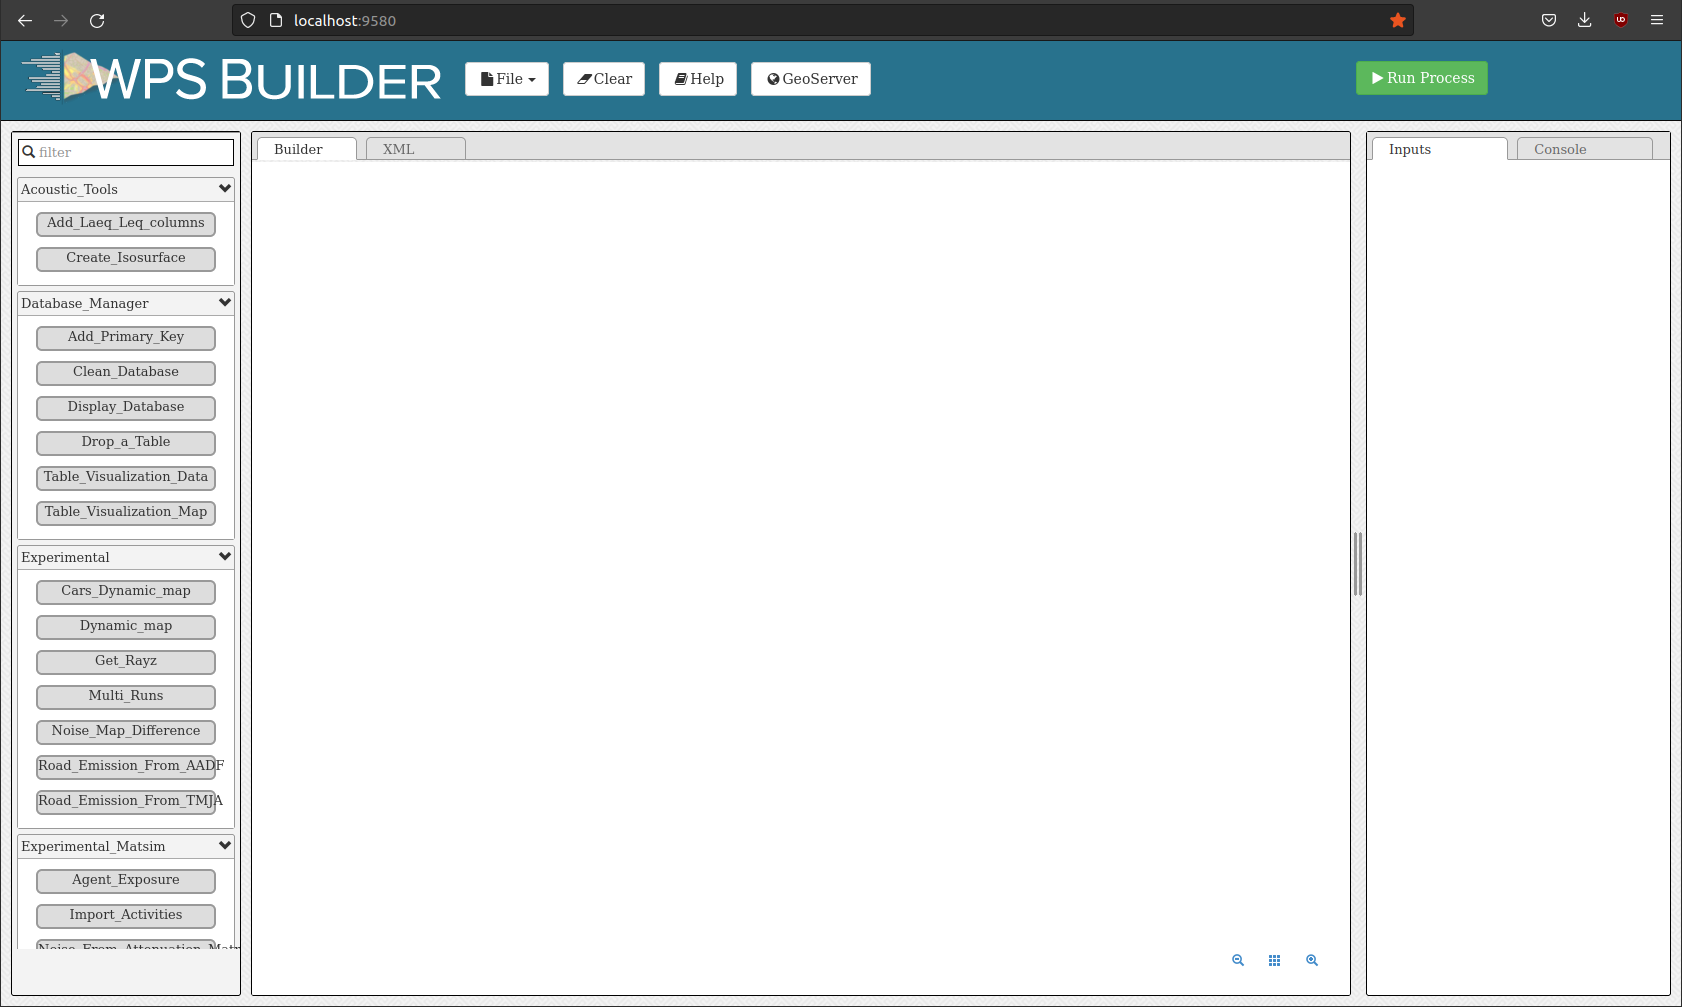 localhost:9580
WPS BUILDER
File
Clear
Help
GeoServer
Run Process
filter
Acoustic_Tools
Add_Laeq_Leq_columns
Create_Isosurface
Database_Manager
Add_Primary_Key
Clean_Database
Display_Database
Drop_a_Table
Table_Visualization_Data
Table_Visualization_Map
Experimental
Cars_Dynamic_map
Dynamic_map
Get_Rayz
Multi_Runs
Noise_Map_Difference
Road_Emission_From_AADF
Road_Emission_From_TMJA
Experimental_Matsim
Agent_Exposure
Import_Activities
Builder
XML
Inputs
Console